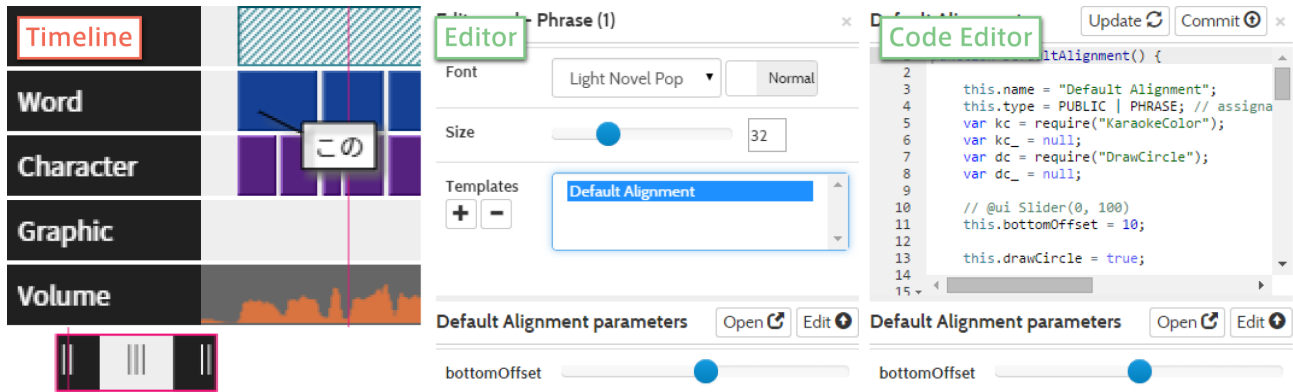 Timeline
Word
この
Character
Graphic
Volume
Editor
- Phrase (1)
×
Font
Light Novel Pop
Normal
Size
32
Templates
+ -
Default Alignment
Default Alignment parameters
Open
Edit
bottomOffset
Code Editor
Update
Commit
×
ltAlignment() {
2
3 this.name = "Default Alignment";
4 this.type = PUBLIC | PHRASE; // assigna
5 var kc = require("KaraokeColor");
6 var kc_ = null;
7 var dc = require("DrawCircle");
8 var dc_ = null;
9
10 // @ui Slider(0, 100)
11 this.bottomOffset = 10;
12
13 this.drawCircle = true;
14
15
Default Alignment parameters
Open
Edit
bottomOffset